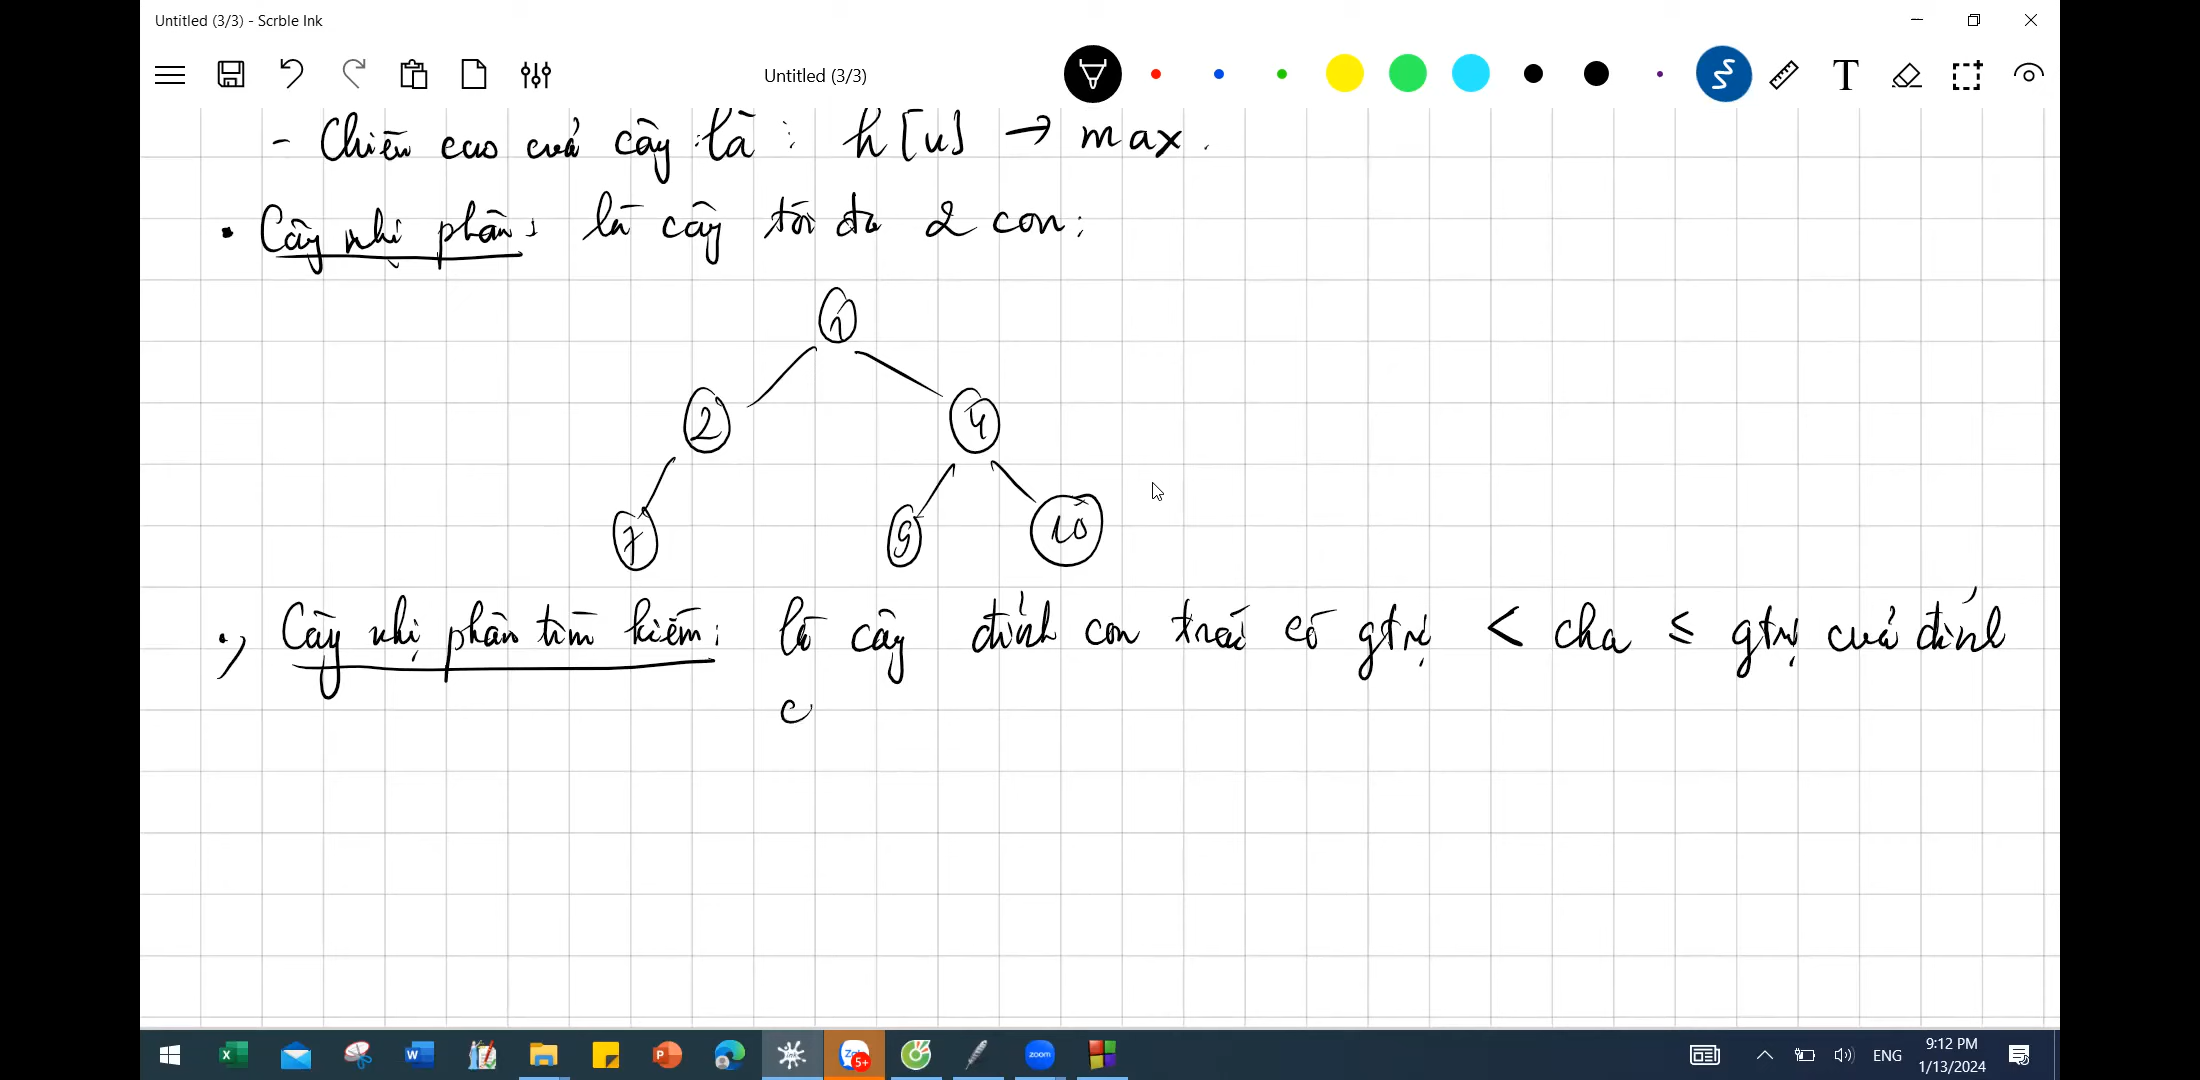 Untitled (3/3) - Scrble Ink
Untitled (3/3)
T
- Chiều cao của cây là: h[u] → max.
• Cây nhị phân: là cây tối đa 2 con:
1
2 4
7 9 10
•) Cây nhị phân tìm kiếm: là cây đỉnh con trái có gtrị < cha ≤ gtrị của đỉnh
c
5+
zoom
ENG
9:12 PM
1/13/2024